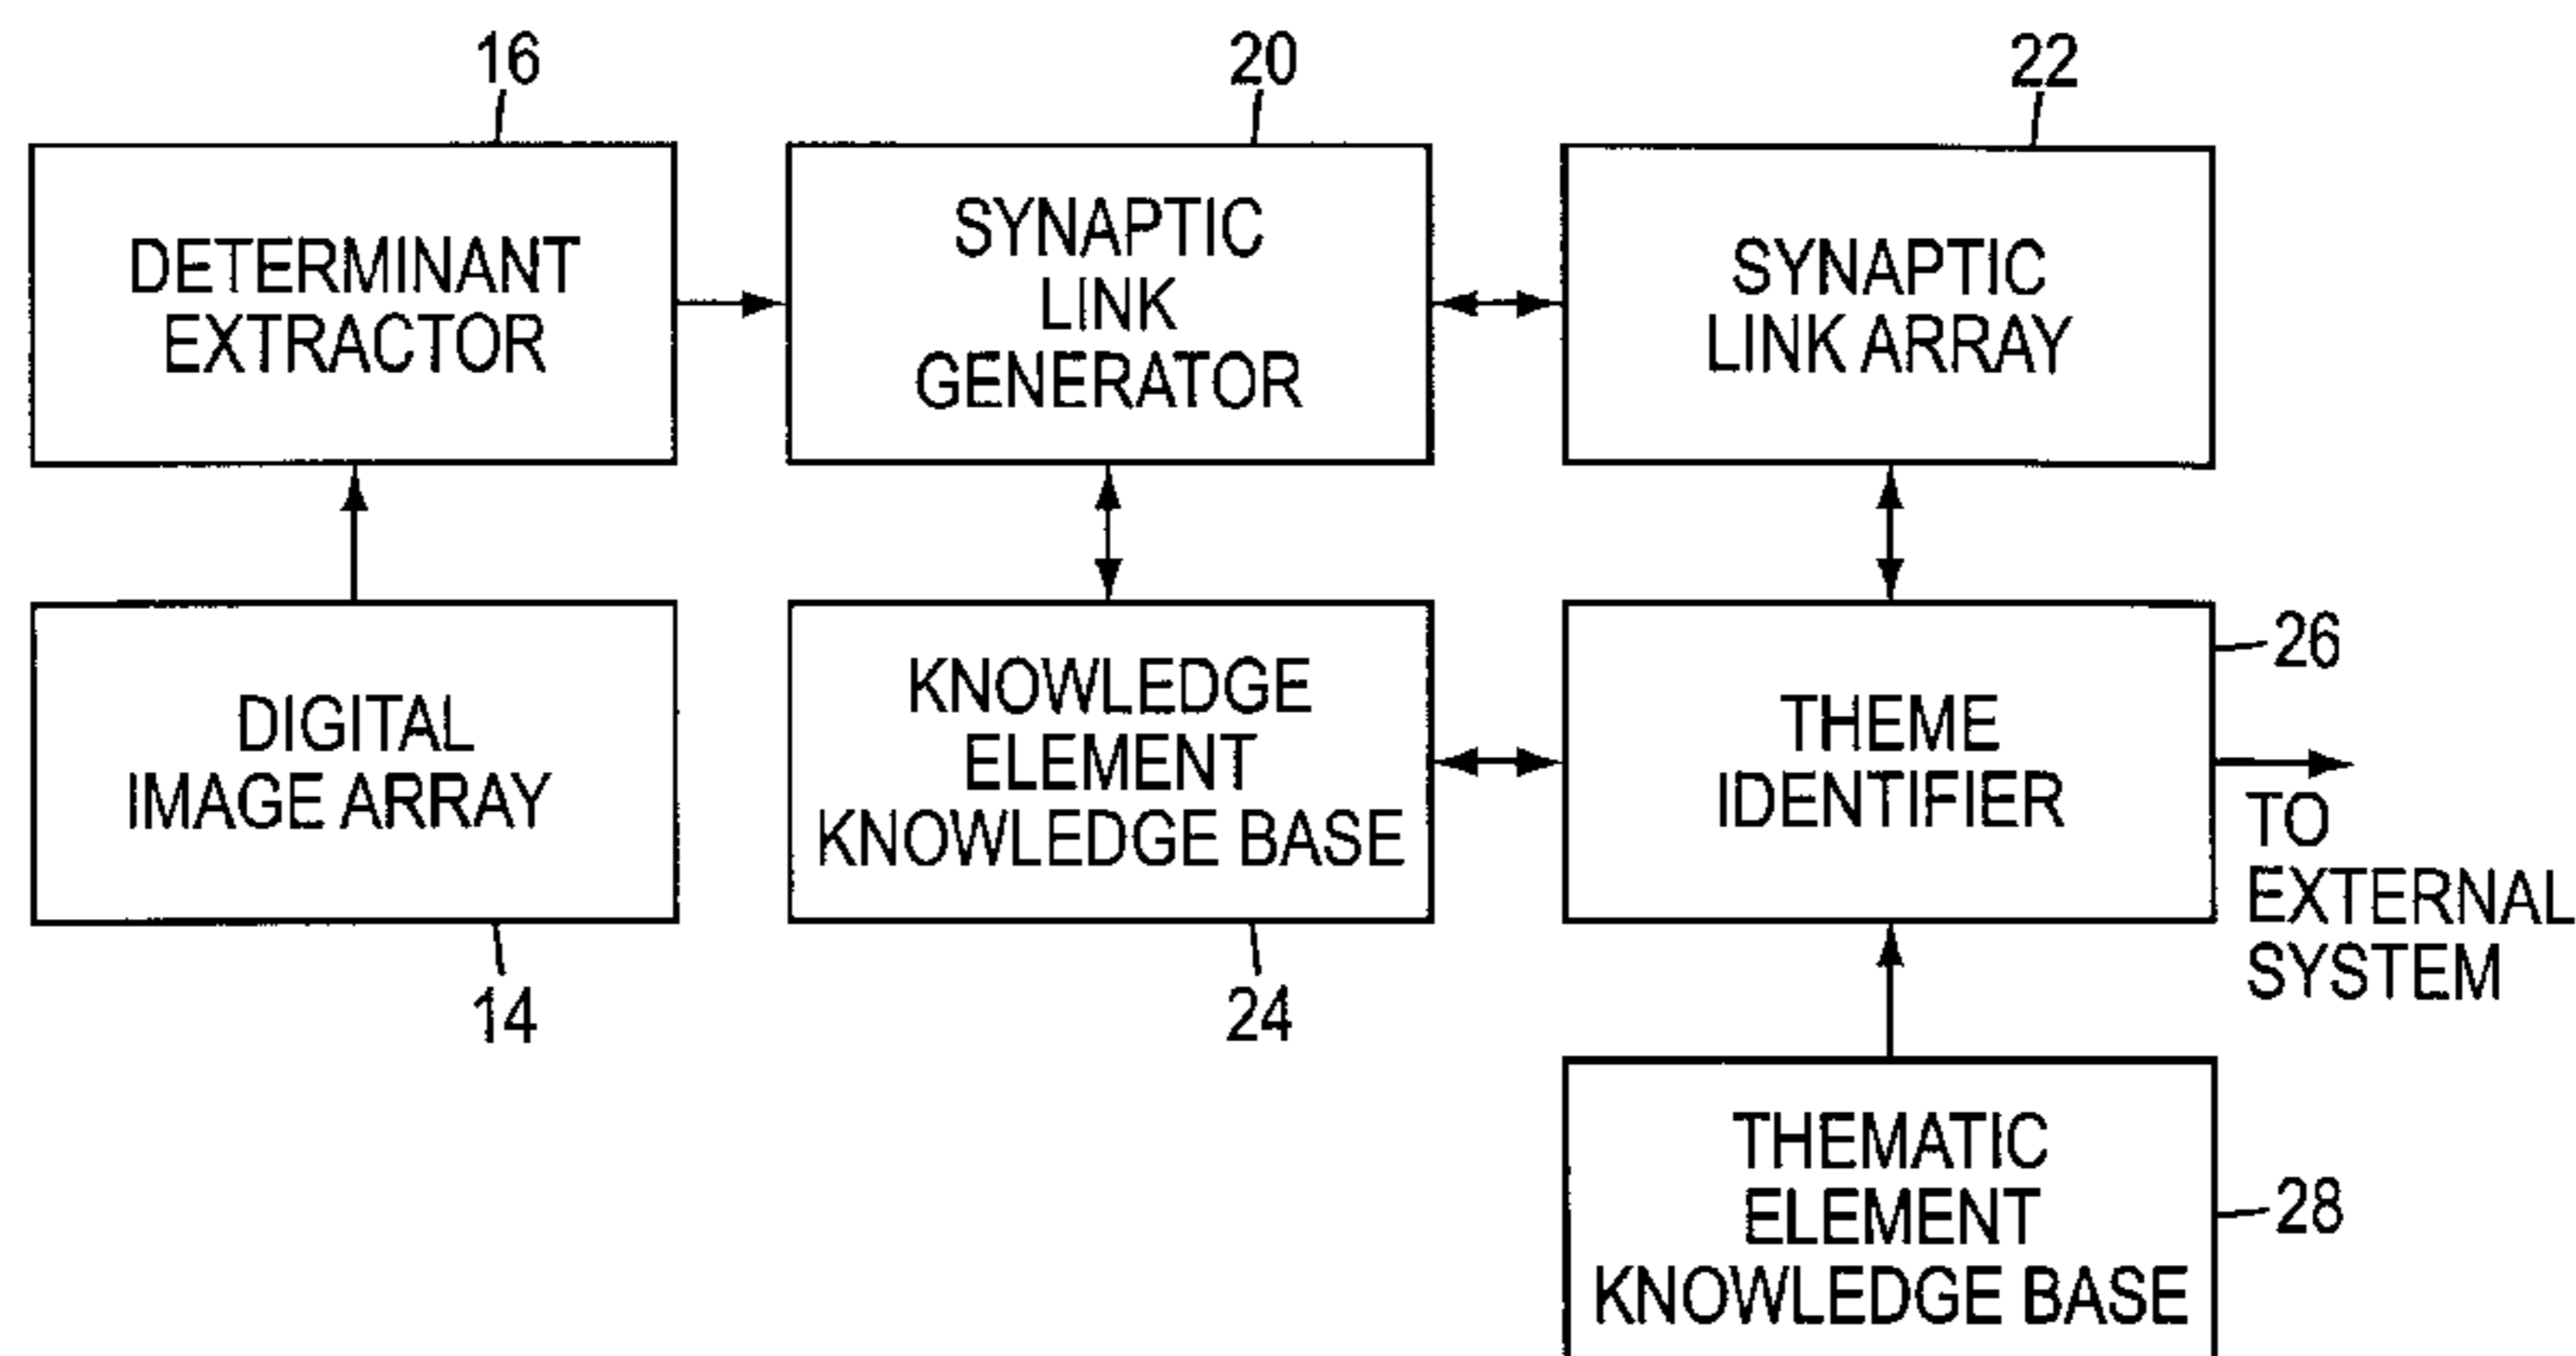 16
20
22
DETERMINANT
EXTRACTOR
SYNAPTIC
LINK
GENERATOR
SYNAPTIC
LINK ARRAY
DIGITAL
IMAGE ARRAY
14
KNOWLEDGE
ELEMENT
KNOWLEDGE BASE
24
THEME
IDENTIFIER
26
TO
EXTERNAL
SYSTEM
THEMATIC
ELEMENT
KNOWLEDGE BASE
28